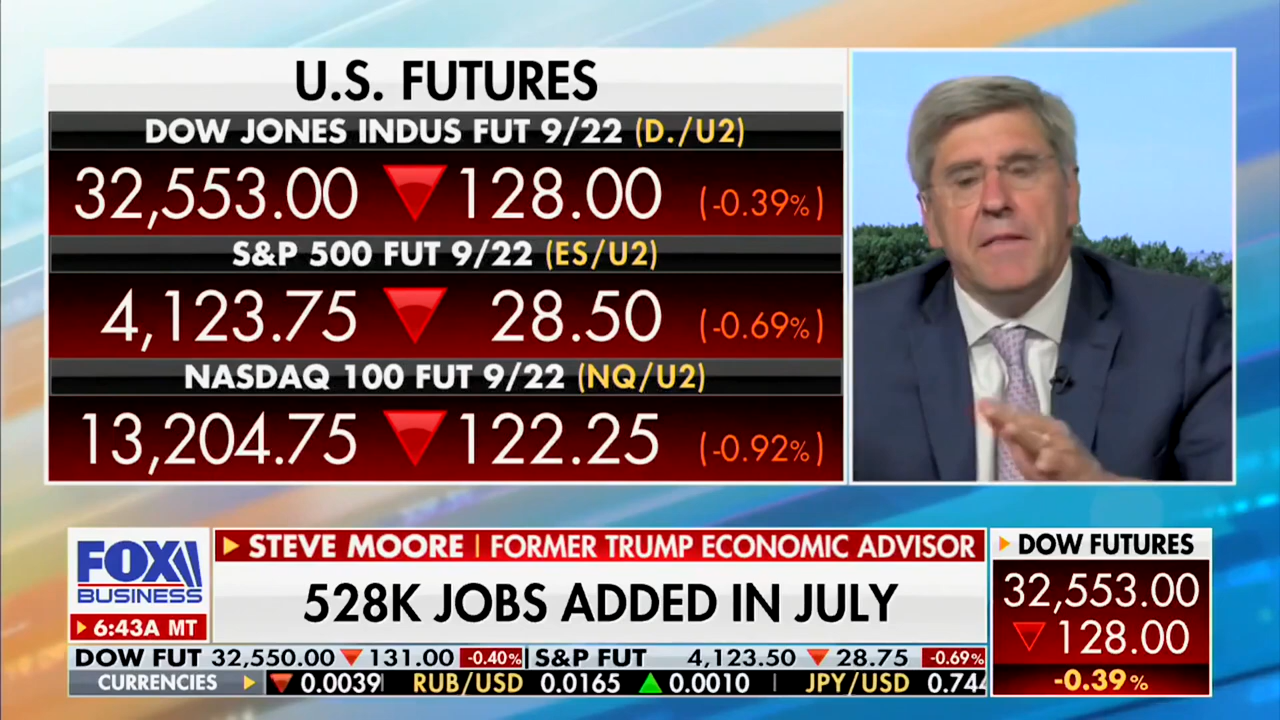 U.S. FUTURES
DOW JONES INDUS FUT 9/22 (D./U2)
32,553.00 ▼ 128.00 (-0.39%)
S&P 500 FUT 9/22 (ES/U2)
4,123.75 ▼ 28.50 (-0.69%)
NASDAQ 100 FUT 9/22 (NQ/U2)
13,204.75 ▼ 122.25 (-0.92%)
FOX BUSINESS
6:43A MT
STEVE MOORE | FORMER TRUMP ECONOMIC ADVISOR
528K JOBS ADDED IN JULY
DOW FUTURES
32,553.00
▼ 128.00
-0.39%
DOW FUT 32,550.00 ▼ 131.00 -0.40% S&P FUT 4,123.50 ▼ 28.75 -0.69%
CURRENCIES ▼ 0.0039 | RUB/USD 0.0165 ▲ 0.0010 | JPY/USD 0.744